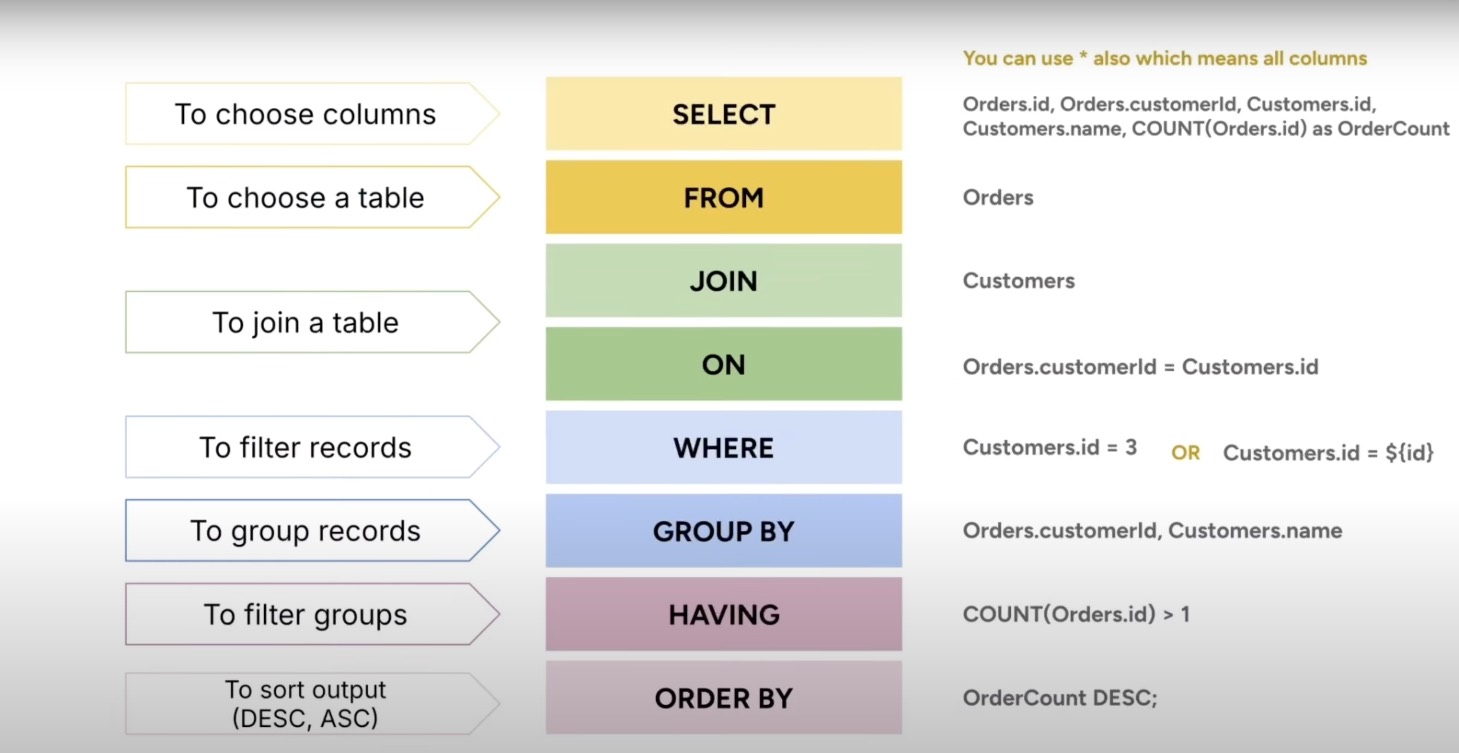 You can use * also which means all columns
To choose columns
SELECT
Orders.id, Orders.customerId, Customers.id,
Customers.name, COUNT(Orders.id) as OrderCount
To choose a table
FROM
Orders
JOIN
Customers
To join a table
ON
Orders.customerId = Customers.id
To filter records
WHERE
Customers.id = 3 OR Customers.id = ${id}
To group records
GROUP BY
Orders.customerId, Customers.name
To filter groups
HAVING
COUNT(Orders.id) > 1
To sort output
(DESC, ASC)
ORDER BY
OrderCount DESC;